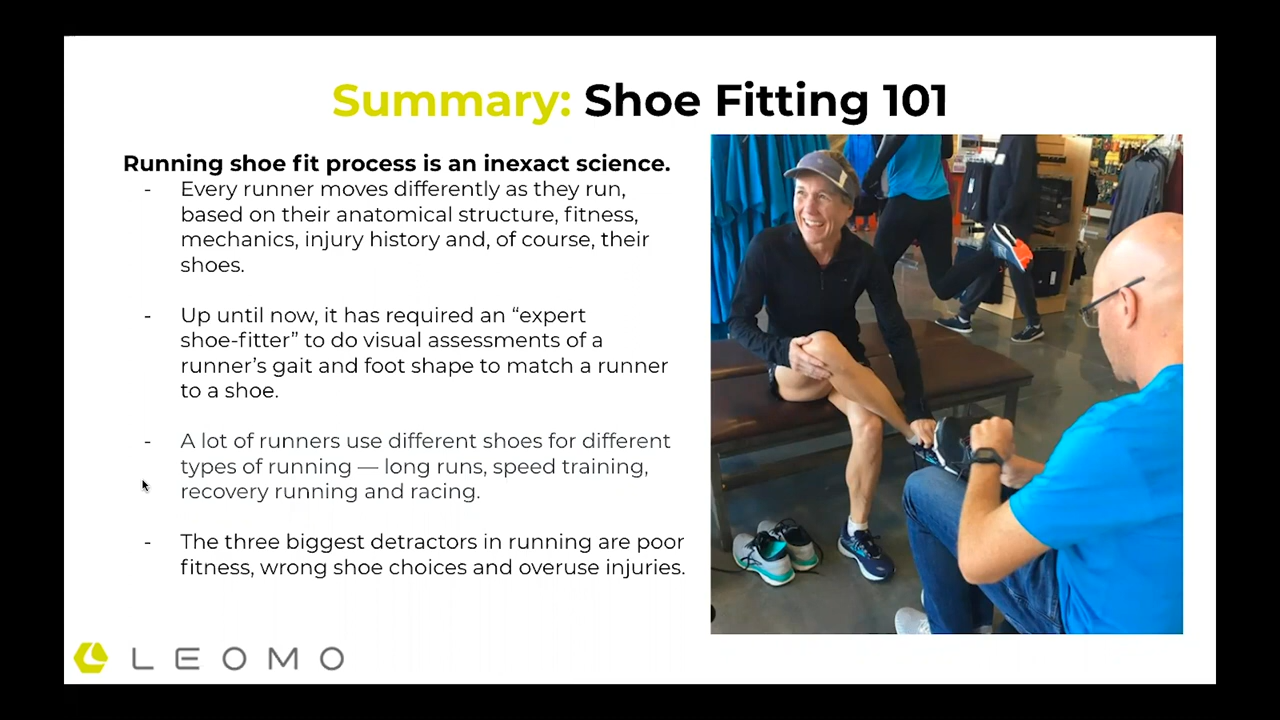 Summary: Shoe Fitting 101
Running shoe fit process is an inexact science.
- Every runner moves differently as they run,
based on their anatomical structure, fitness,
mechanics, injury history and, of course, their
shoes.
- Up until now, it has required an “expert
shoe-fitter” to do visual assessments of a
runner’s gait and foot shape to match a runner
to a shoe.
- A lot of runners use different shoes for different
types of running — long runs, speed training,
recovery running and racing.
- The three biggest detractors in running are poor
fitness, wrong shoe choices and overuse injuries.
LEOMO